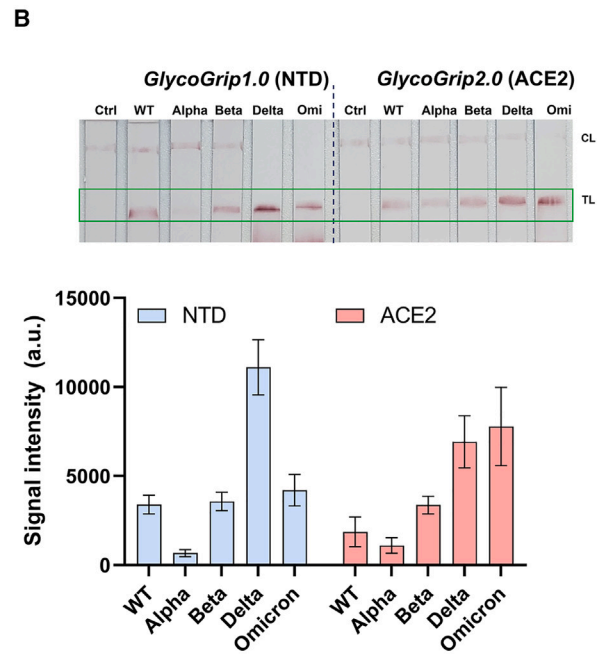 B
GlycoGrip1.0 (NTD) GlycoGrip2.0 (ACE2)
Ctrl WT Alpha Beta Delta Omi Ctrl WT Alpha Beta Delta Omi
CL
TL
15000
10000
5000
0
Signal intensity (a.u.)
NTD ACE2
WT Alpha Beta Delta Omicron WT Alpha Beta Delta Omicron